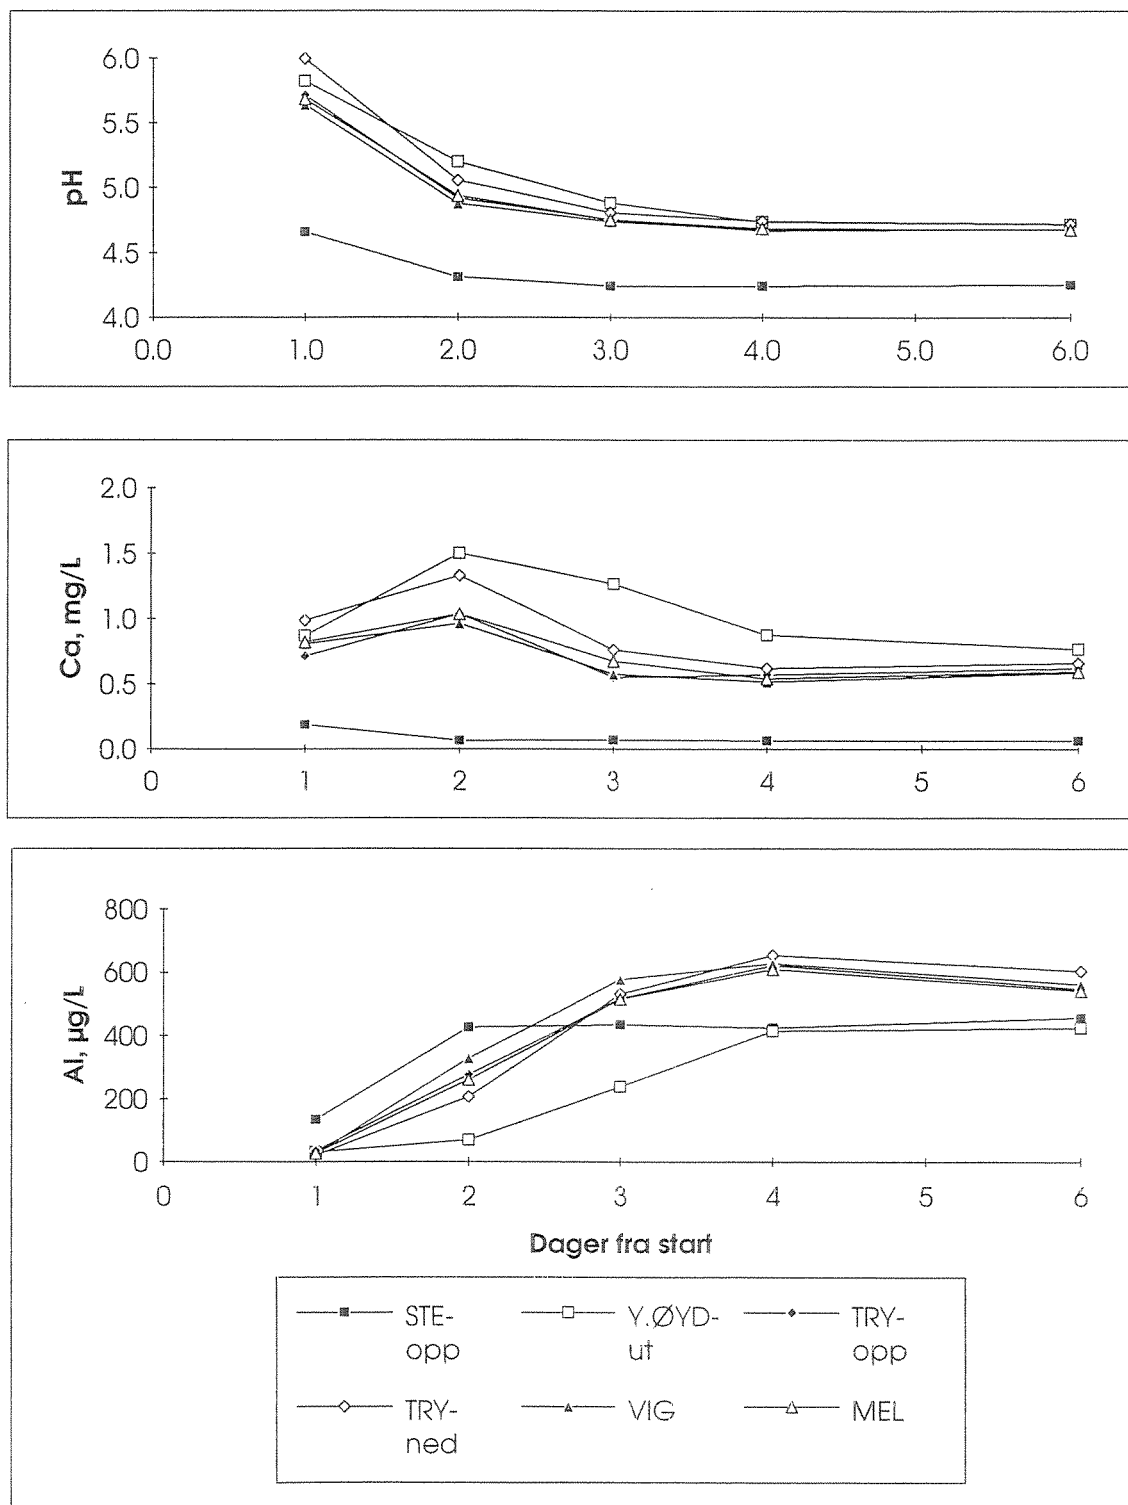 6.0
5.5
5.0
4.5
4.0
pH
0.0 1.0 2.0 3.0 4.0 5.0 6.0
2.0
1.5
1.0
0.5
0.0
Ca, mg/L
0 1 2 3 4 5 6
800
600
400
200
0
Al, µg/L
0 1 2 3 4 5 6
Dager fra start
STE-
opp
Y.ØYD-
ut
TRY-
opp
TRY-
ned
VIG
MEL